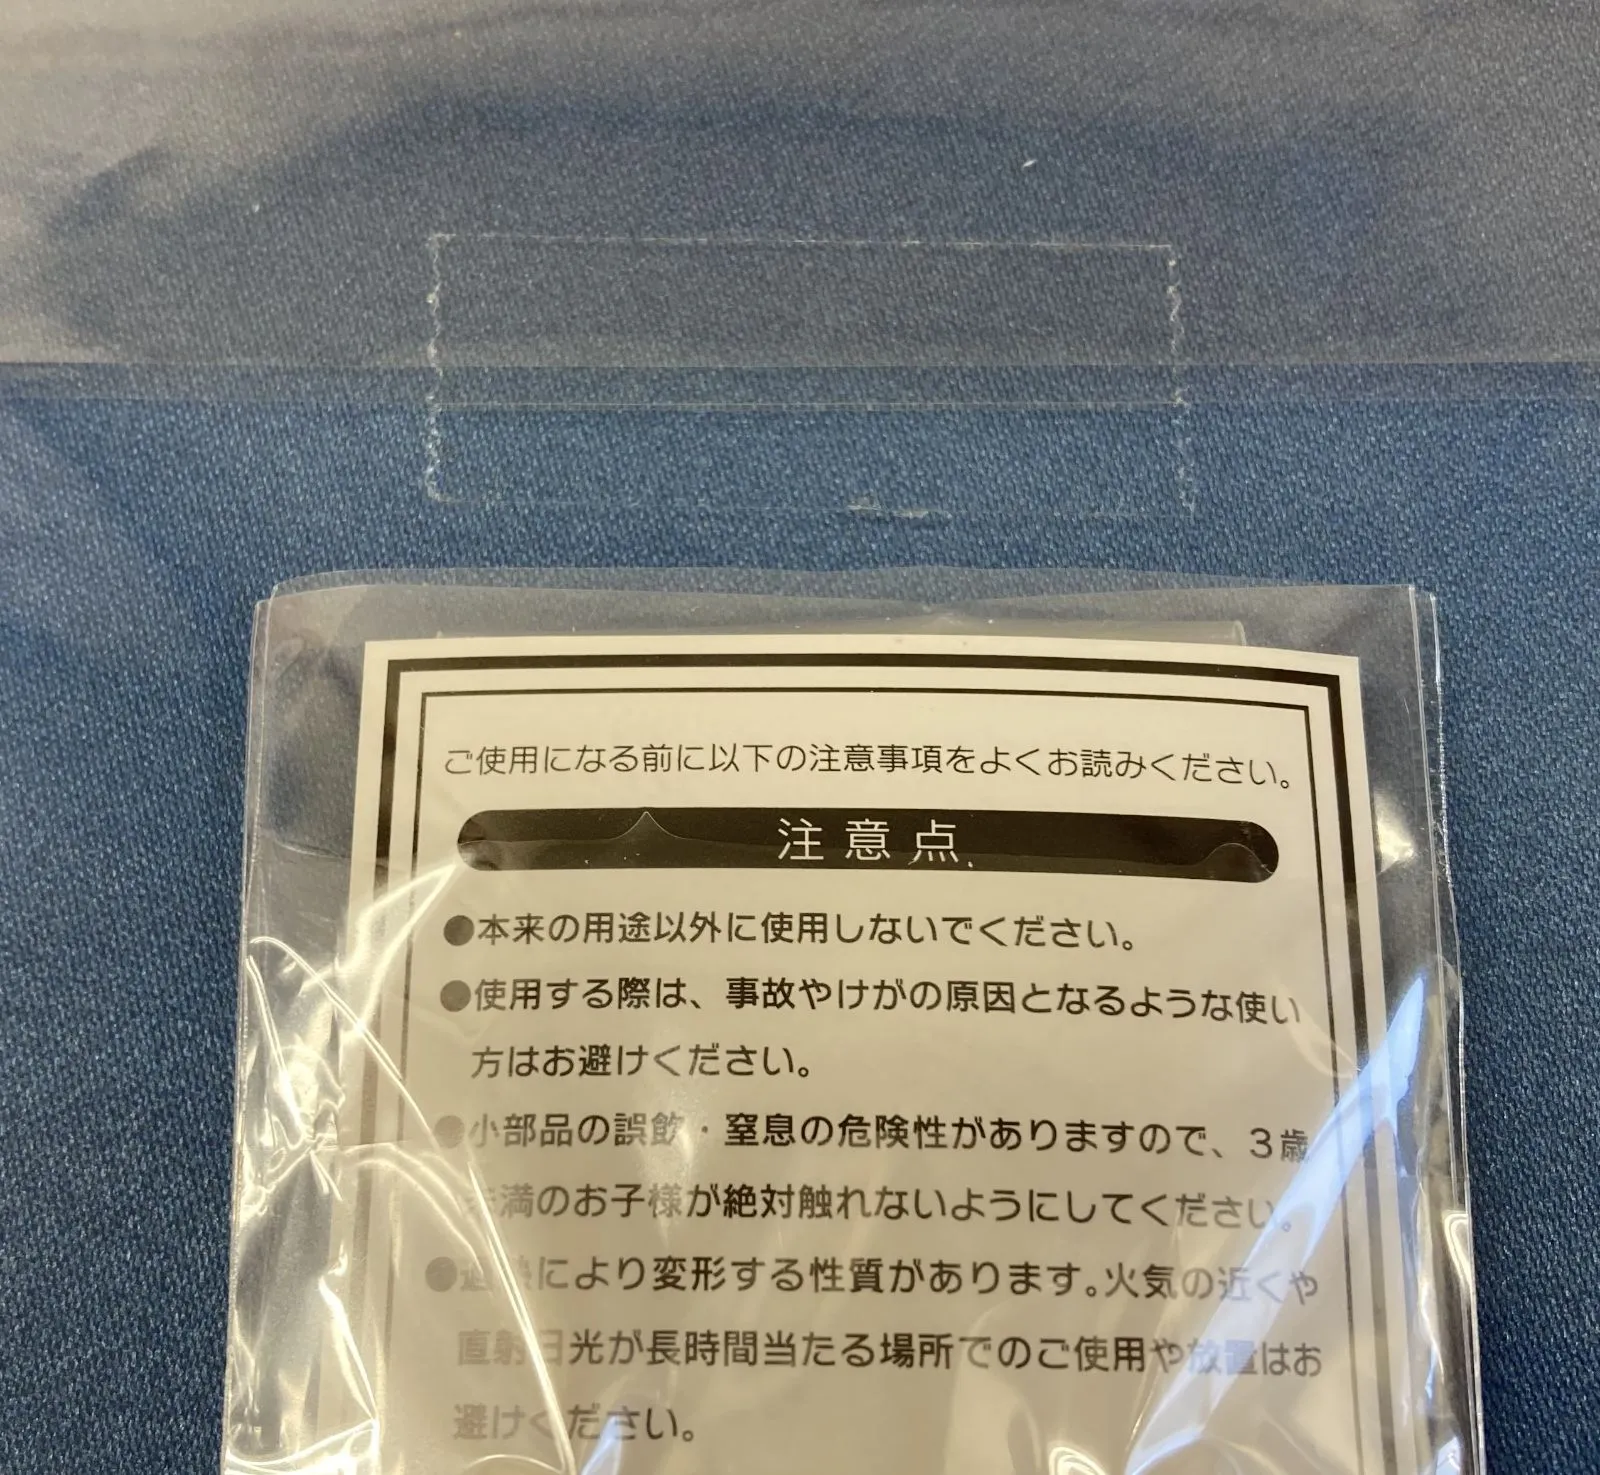 ご使用になる前に以下の注意事項をよくお読みください。
注意点
●本来の用途以外に使用しないでください。
●使用する際は、事故やけがの原因となるような使い
方はお避けください。
●小部品の誤飲・窒息の危険性がありますので、3歳
未満のお子様が絶対触れないようにしてください。
●過熱により変形する性質があります。火気の近くや
直射日光が長時間当たる場所でのご使用や放置はお
避けください。